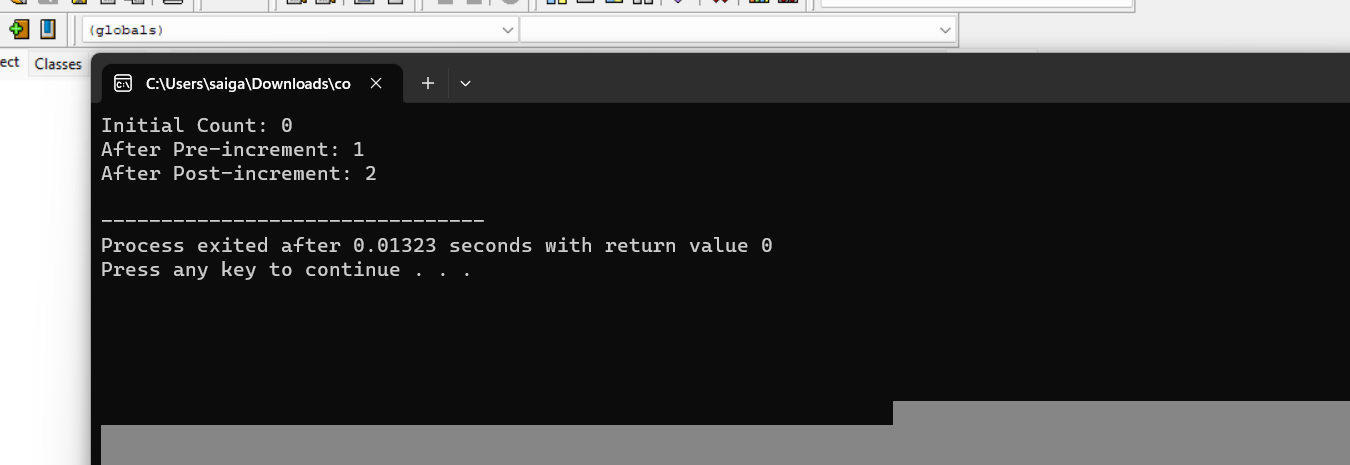 (globals)
ect Classes
C:\Users\saiga\Downloads\co
Initial Count: 0
After Pre-increment: 1
After Post-increment: 2
--------------------------------
Process exited after 0.01323 seconds with return value 0
Press any key to continue . . .